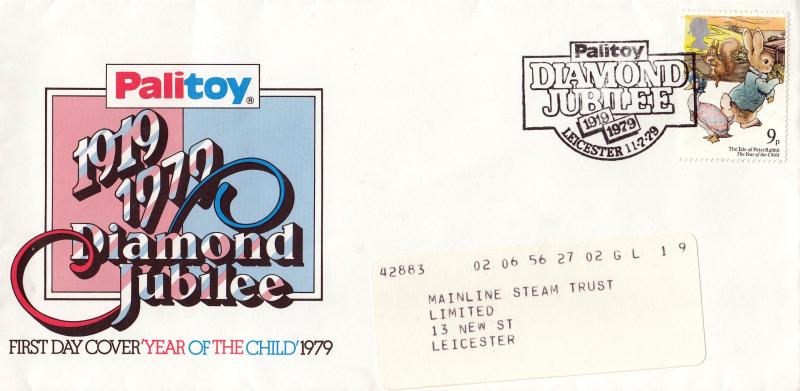 Palitoy®
1919
1979
Diamond
Jubilee
FIRST DAY COVER 'YEAR OF THE CHILD' 1979
Palitoy
DIAMOND
JUBILEE
1919
1979
LEICESTER 11·7·79
9p
The Tale of Peter Rabbit
The Year of the Child
42883 02 06 56 27 02 G L 1 9
MAINLINE STEAM TRUST
LIMITED
13 NEW ST
LEICESTER